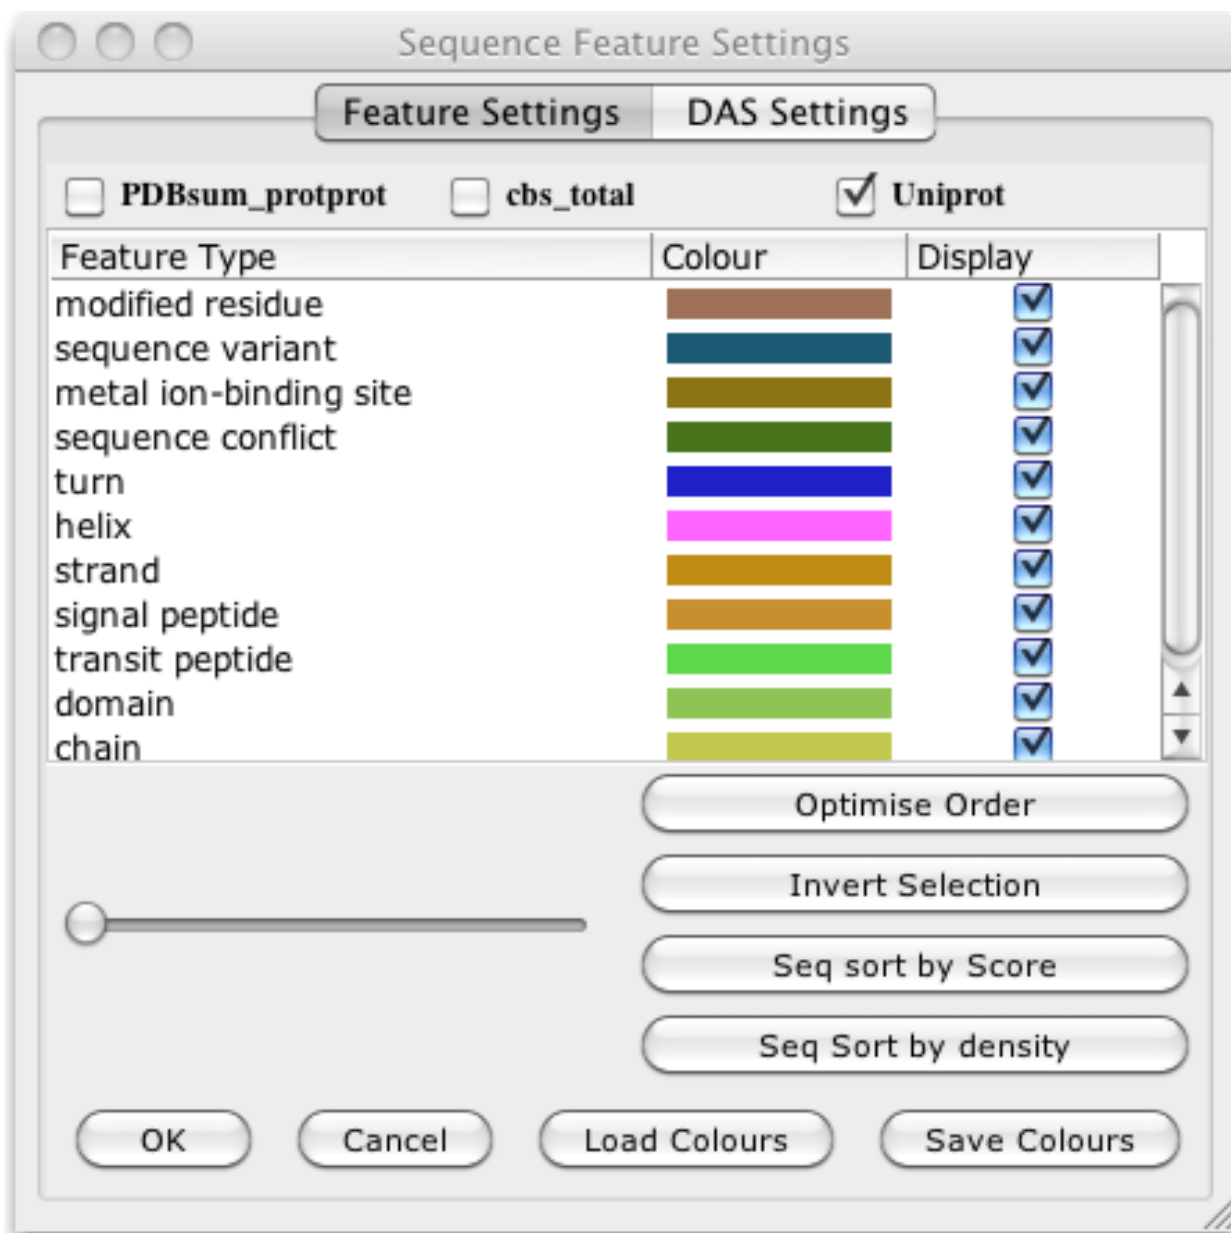 Sequence Feature Settings
Feature Settings DAS Settings
PDBsum_protprot cbs_total Uniprot
Feature Type Colour Display
modified residue
sequence variant
metal ion-binding site
sequence conflict
turn
helix
strand
signal peptide
transit peptide
domain
chain
Optimise Order
Invert Selection
Seq sort by Score
Seq Sort by density
OK Cancel Load Colours Save Colours